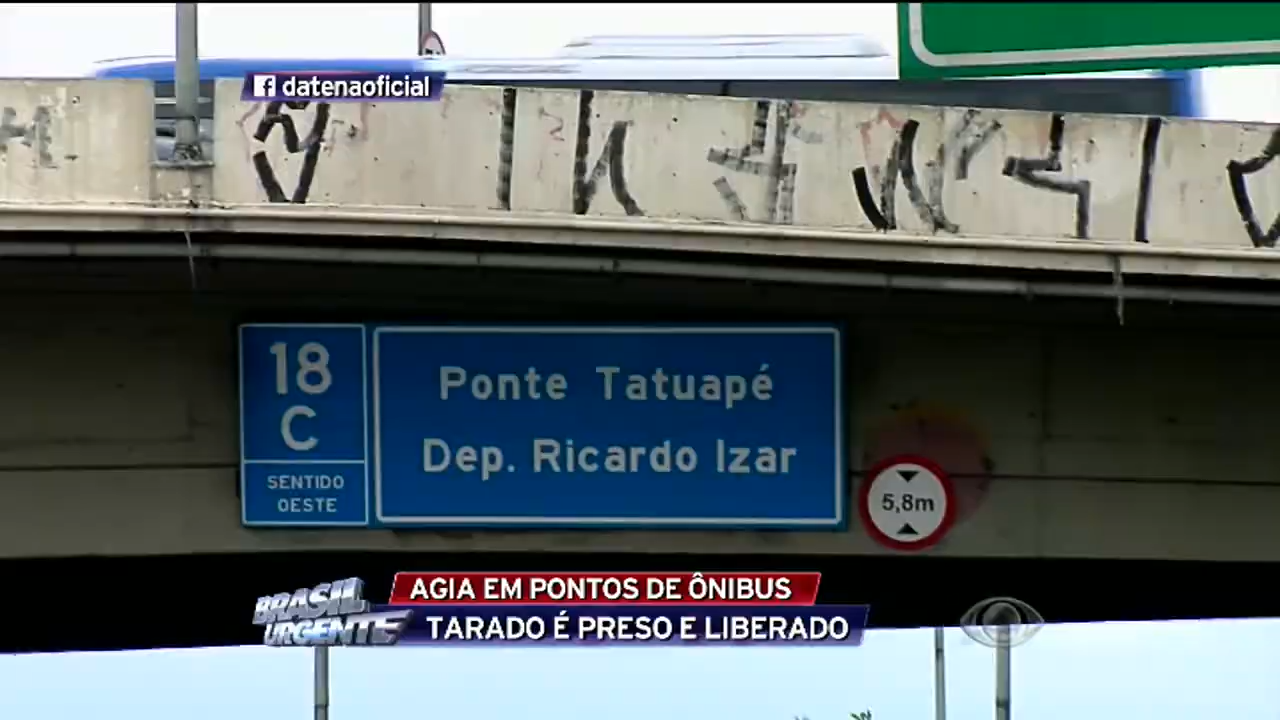 datenaoficial
18
C
SENTIDO
OESTE
Ponte Tatuapé
Dep. Ricardo Izar
5,8m
AGIA EM PONTOS DE ÔNIBUS
BRASIL
URGENTE
TARADO É PRESO E LIBERADO